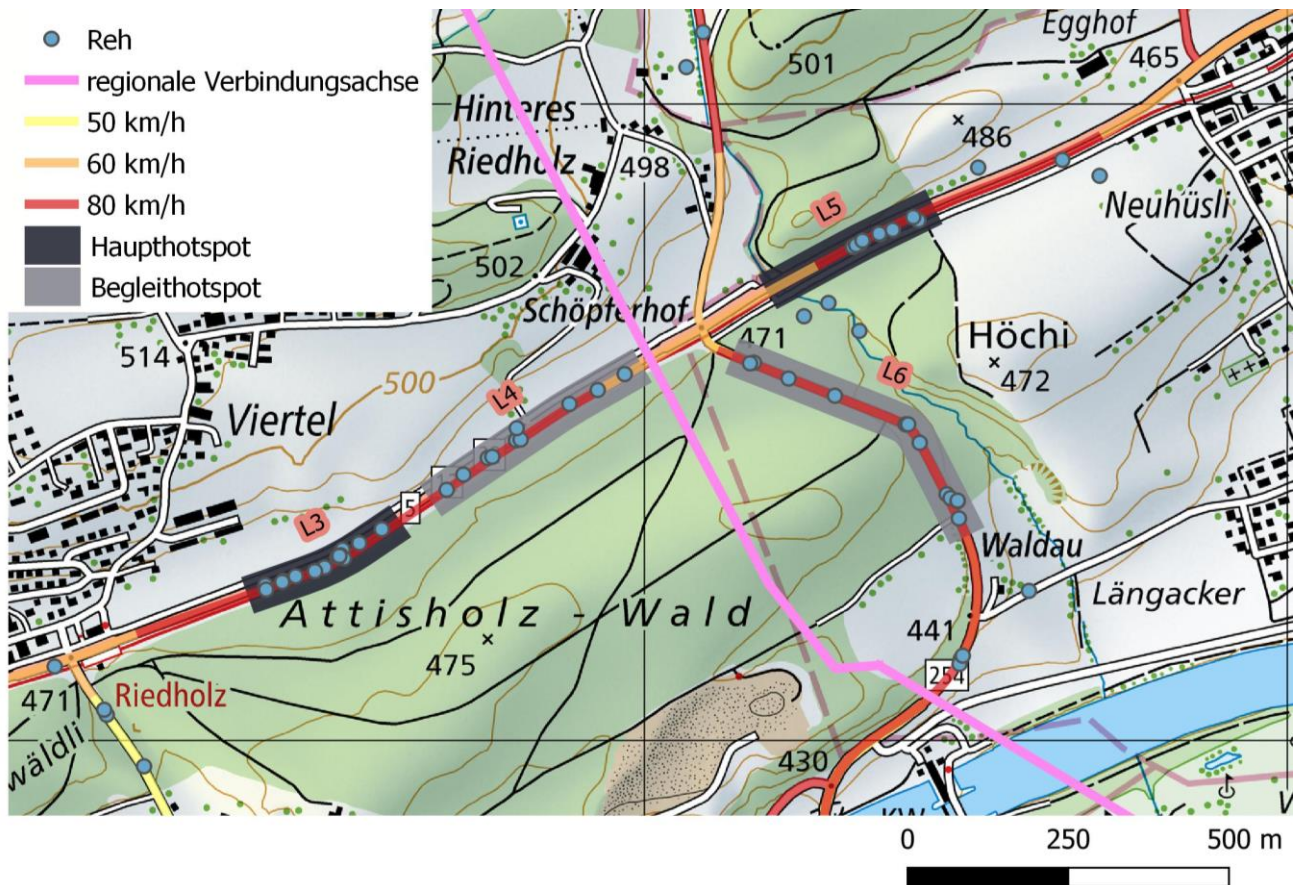 Reh
regionale Verbindungsachse
50 km/h
60 km/h
80 km/h
Haupthotspot
Begleithotspot
Egghof
465
501
Hinteres
Riedholz
498
486
Neuhüsli
L5
502
Schöpferhof
471
Höchi
472
514
500
Viertel
L4
L6
5
L3
Waldau
Längacker
Attisholz - Wald
475
441
254
471
Riedholz
wäldli
430
KW
V
0 250 500 m